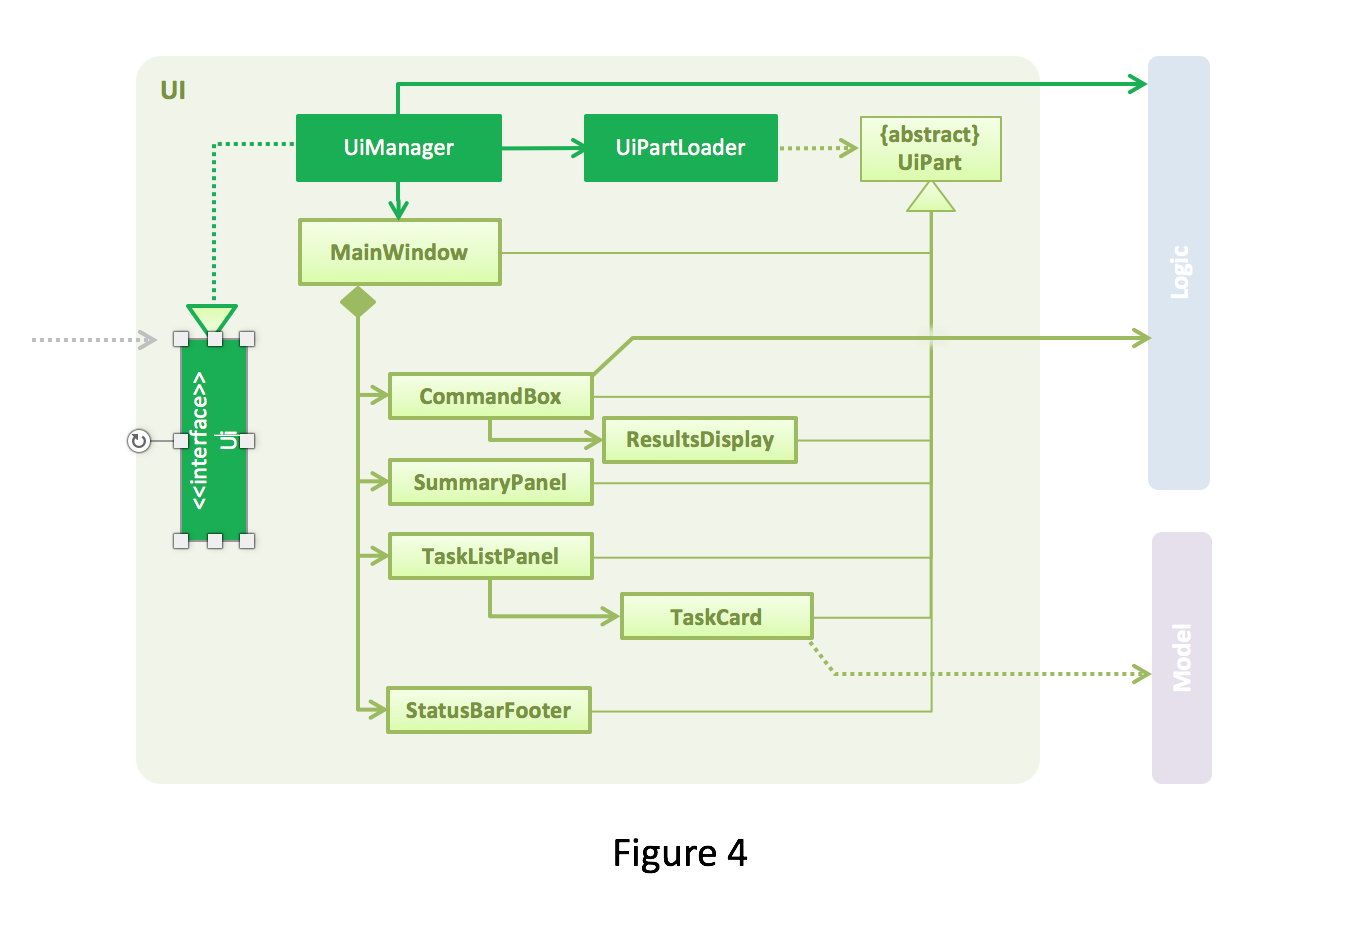 UI
UiManager
UiPartLoader
{abstract}
UiPart
MainWindow
Logic
<<interface>>
Ui
CommandBox
ResultsDisplay
SummaryPanel
TaskListPanel
TaskCard
Model
StatusBarFooter
Figure 4